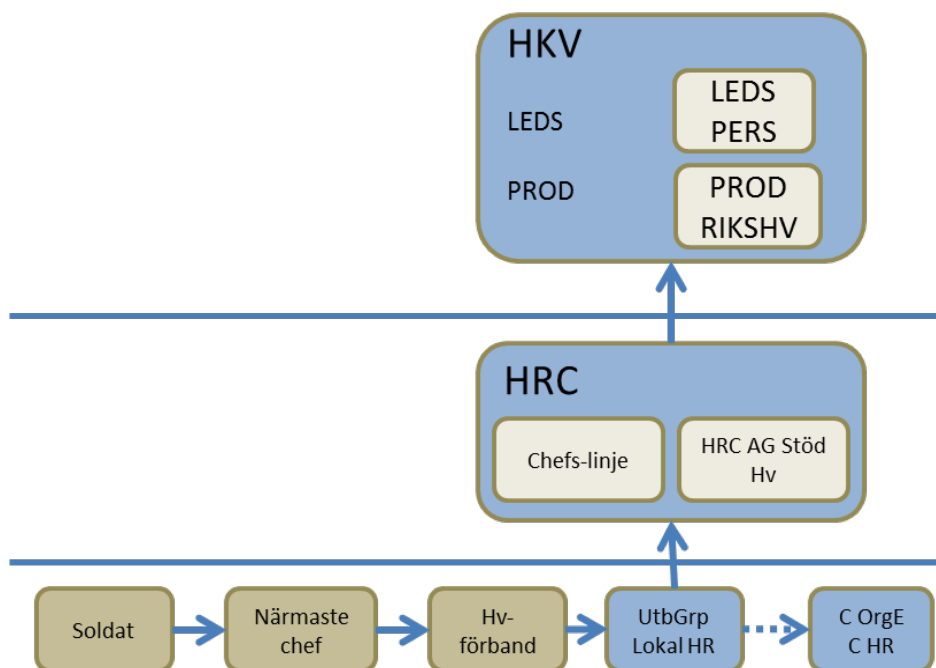 HKV
LEDS
LEDS
PERS
PROD
PROD
RIKSHV
HRC
Chefs-linje
HRC AG Stöd
Hv
Soldat
Närmaste
chef
Hv-
förband
UtbGrp
Lokal HR
C OrgE
C HR